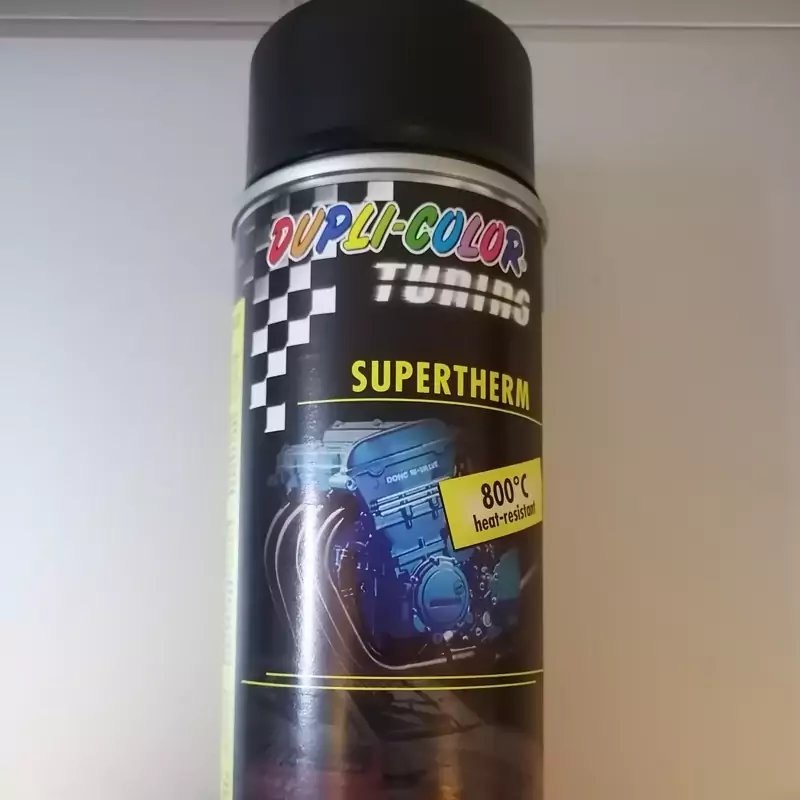 DUPLI-COLOR®
TUNING
SUPERTHERM
DOHC 16-VALVE
800°C
heat-resistant